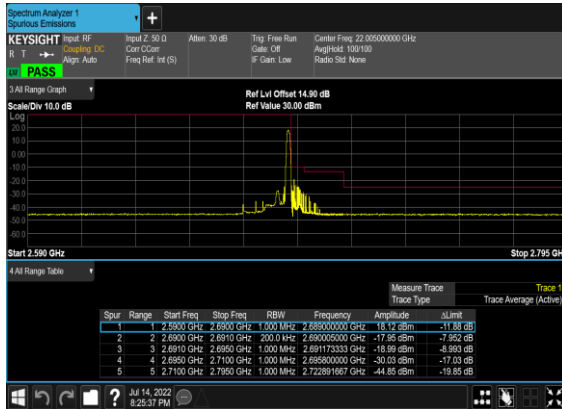 Spectrum Analyzer 1
Spurious Emissions
+
KEYSIGHT
R T
Input: RF
Coupling: DC
Align: Auto
Input Z: 50 Ω
Corr CCorr
Freq Ref: Int (S)
Atten: 30 dB
Trig: Free Run
Gate: Off
IF Gain: Low
Center Freq: 22.005000000 GHz
Avg|Hold: 100/100
Radio Std: None
PASS
3 All Range Graph
Scale/Div 10.0 dB
Ref Lvl Offset 14.90 dB
Ref Value 30.00 dBm
Log
20.0
10.0
0.00
-10.0
-20.0
-30.0
-40.0
-50.0
-60.0
Start 2.590 GHz
Stop 2.795 GH
4 All Range Table
Measure Trace Trace 1
Trace Type Trace Average (Active)
Spur Range Start Freq Stop Freq RBW Frequency Amplitude ΔLimit
1 1 2.5900 GHz 2.6900 GHz 1.000 MHz 2.689000000 GHz 18.12 dBm -11.88 dB
2 2 2.6900 GHz 2.6910 GHz 200.0 kHz 2.690005000 GHz -17.95 dBm -7.952 dB
3 3 2.6910 GHz 2.6950 GHz 1.000 MHz 2.691173333 GHz -18.99 dBm -8.993 dB
4 4 2.6950 GHz 2.7100 GHz 1.000 MHz 2.695800000 GHz -30.03 dBm -17.03 dB
5 5 2.7100 GHz 2.7950 GHz 1.000 MHz 2.722891667 GHz -44.85 dBm -19.85 dB
?
Jul 14, 2022
8:25:37 PM